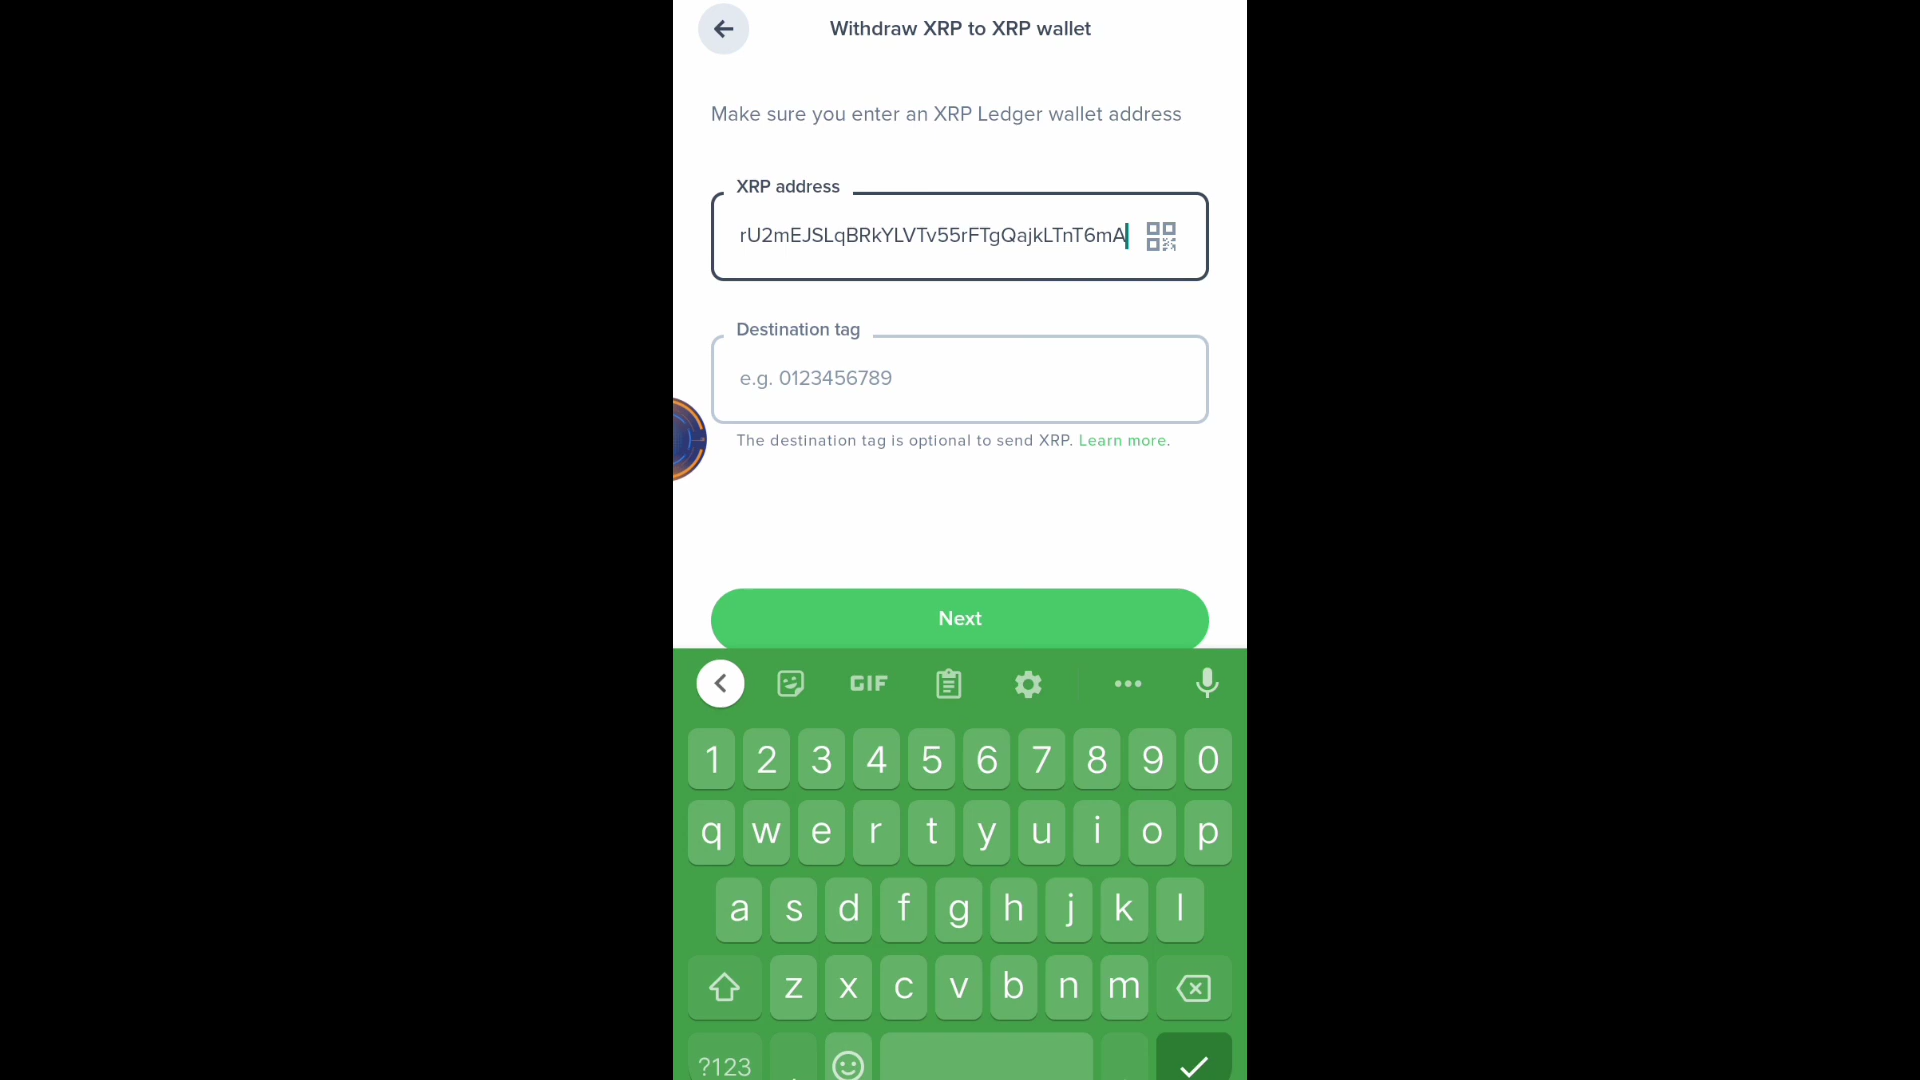 Withdraw XRP to XRP wallet
Make sure you enter an XRP Ledger wallet address
XRP address
rU2mEJSLqBRkYLVTv55rFTgQajkLTnT6mA
Destination tag
e.g. 0123456789
The destination tag is optional to send XRP. Learn more.
Next
GIF
1 2 3 4 5 6 7 8 9 0
q w e r t y u i o p
a s d f g h j k l
z x c v b n m
?123